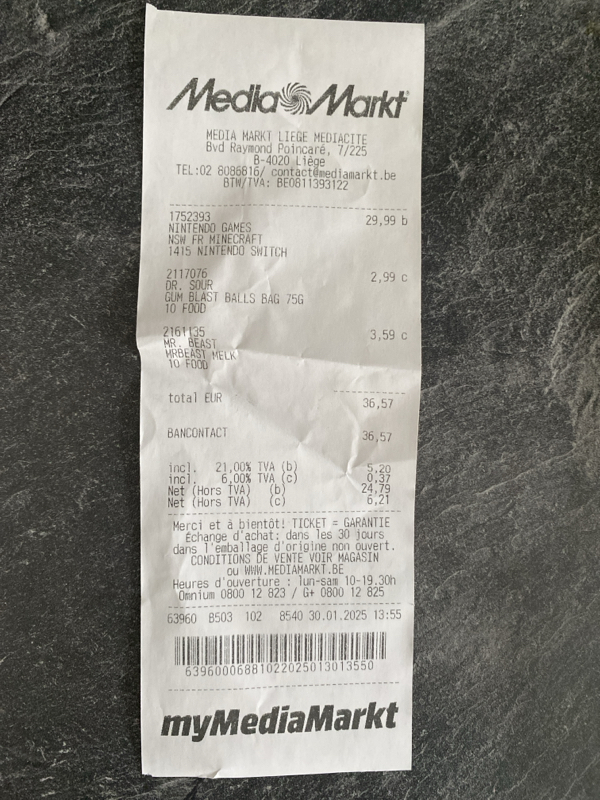 MediaMarkt
MEDIA MARKT LIEGE MEDIACITE
Bvd Raymond Poincaré, 7/225
B-4020 Liège
TEL:02 8086816/ contact@mediamarkt.be
BTW/TVA: BE0811393122
1752393 29,99 b
NINTENDO GAMES
NSW FR MINECRAFT
1415 NINTENDO SWITCH
2117076 2,99 c
DR. SOUR
GUM BLAST BALLS BAG 75G
10 FOOD
2161135 3,59 c
MR. BEAST
MRBEAST MELK
10 FOOD
total EUR 36,57
BANCONTACT 36,57
incl. 21,00% TVA (b) 5,20
incl. 6,00% TVA (c) 0,37
Net (Hors TVA) (b) 24,79
Net (Hors TVA) (c) 6,21
Merci et à bientôt! TICKET = GARANTIE
Échange d'achat: dans les 30 jours
dans l'emballage d'origine non ouvert.
CONDITIONS DE VENTE VOIR MAGASIN
ou WWW.MEDIAMARKT.BE
Heures d'ouverture : lun-sam 10-19.30h
Omnium 0800 12 823 / G+ 0800 12 825
63960 B503 102 8540 30.01.2025 13:55
6396000688102202501301 3550
myMediaMarkt